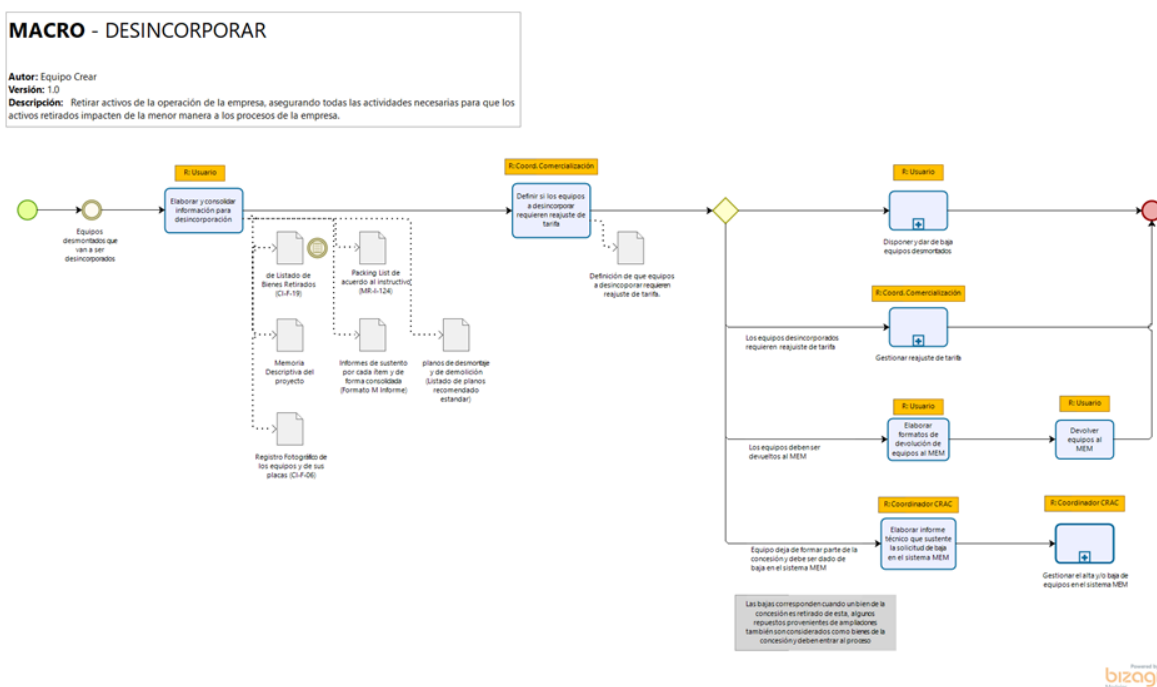 MACRO - DESINCORPORAR
Autor: Equipo Crear
Versión: 1.0
Descripción: Retirar activos de la operación de la empresa, asegurando todas las actividades necesarias para que los
activos retirados impacten de la menor manera a los procesos de la empresa.
Equipos
desmontados que
van a ser
desincorporados
R: Usuario
Elaborar y consolidar
información para
desincorporación
de Listado de
Bienes Retirados
(CI-F-19)
Packing List de
acuerdo al instructivo
(MR-I-124)
Memoria
Descriptiva del
proyecto
Informes de sustento
por cada ítem y de
forma consolidada
(Formato M Informe)
planos de desmontaje
y de demolición
(Listado de planos
recomendado
estandar)
Registro Fotográfico de
los equipos y de sus
placas (CI-F-06)
R: Coord. Comercialización
Definir si los equipos
a desincorporar
requieren reajuste de
tarifa
Definición de que equipos
a desincoporar requieren
reajuste de tarifa.
R: Usuario
Disponer y dar de baja
equipos desmontados
Los equipos desincorporados
requieren reajuiste de tarifa
R: Coord. Comercialización
Gestionar reajuste de tarifa
Los equipos deben ser
devueltos al MEM
R: Usuario
Elaborar
formatos de
devolución de
equipos al MEM
R: Usuario
Devolver
equipos al
MEM
Equipo deja de formar parte de la
concesión y debe ser dado de
baja en el sistema MEM
R: Coordinador CRAC
Elaborar informe
técnico que sustente
la solicitud de baja
en el sistema MEM
R: Coordinador CRAC
Gestionar el alta y/o baja de
equipos en el sistema MEM
Las bajas corresponden cuando un bien de la
concesión es retirado de esta, algunos
repuestos provenientes de ampliaciones
también son considerados como bienes de la
concesión y deben entrar al proceso
Powered by
bizagi
Modeler